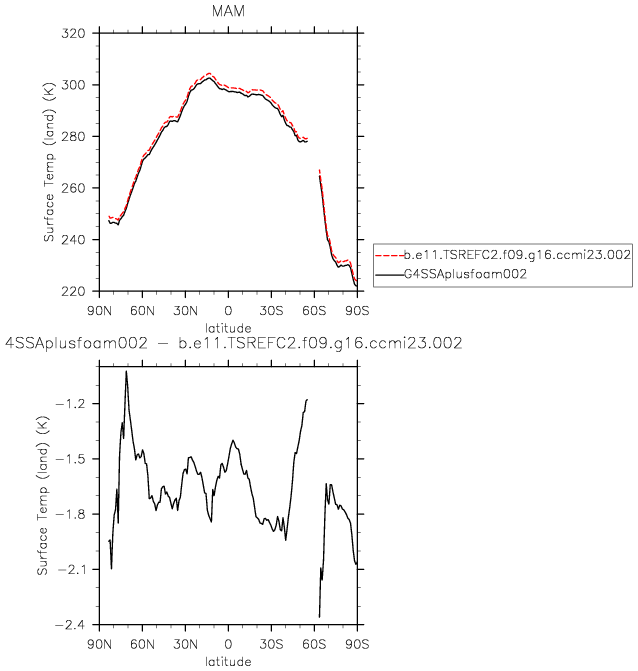 MAM
320
300
280
260
240
220
Surface Temp (land) (K)
90N 60N 30N 0 30S 60S 90S
latitude
b.e11.TSREFC2.f09.g16.ccmi23.002
G4SSAplusfoam002
4SSAplusfoam002 - b.e11.TSREFC2.f09.g16.ccmi23.002
-1.2
-1.5
-1.8
-2.1
-2.4
Surface Temp (land) (K)
90N 60N 30N 0 30S 60S 90S
latitude